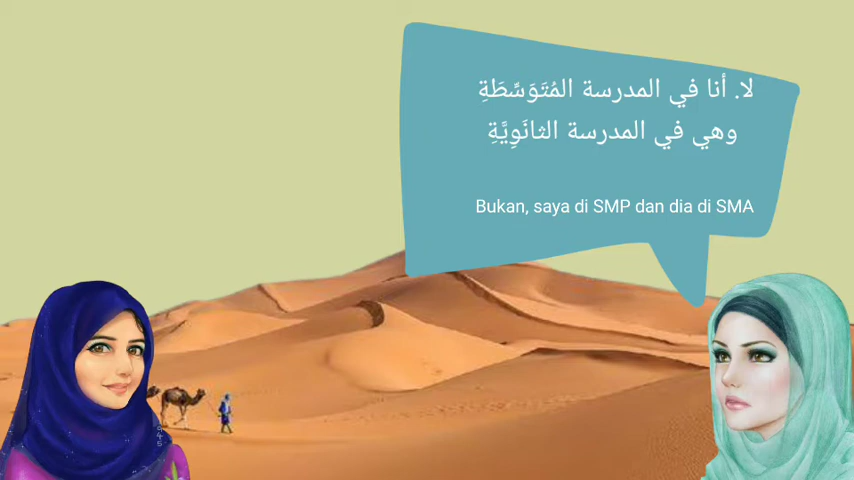 لا. أنا في المدرسة المُتَوَسِّطَةِ
وهي في المدرسة الثانَوِيَّةِ
Bukan, saya di SMP dan dia di SMA